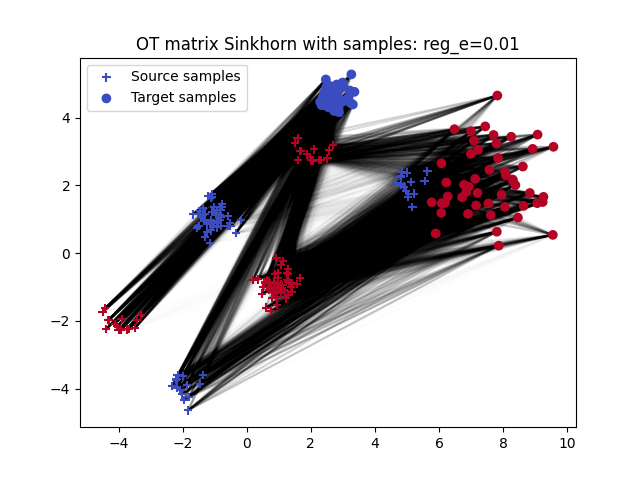 OT matrix Sinkhorn with samples: reg_e=0.01
Source samples
Target samples
4
2
0
−2
−4
−4 −2 0 2 4 6 8 10